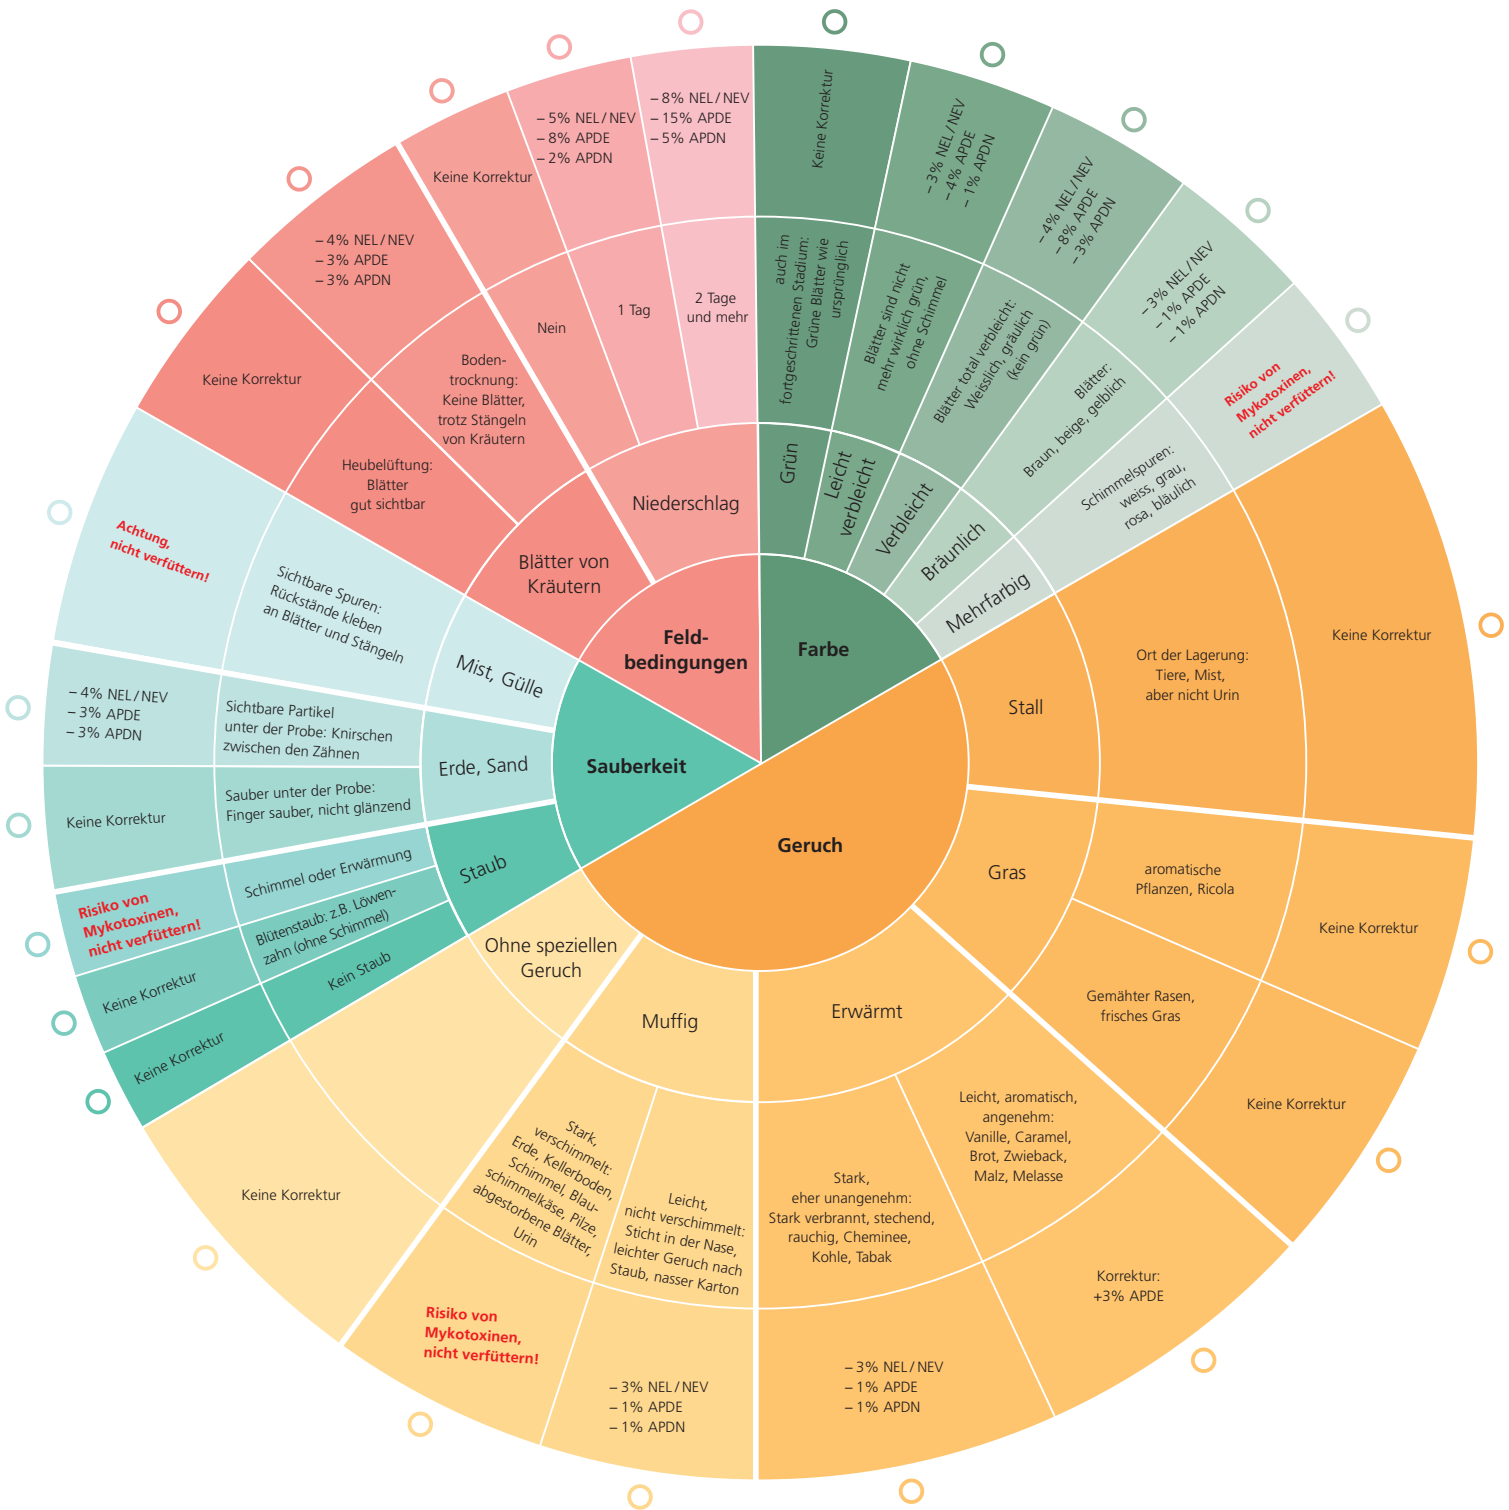 Feld-
bedingungen
Niederschlag
2 Tage
und mehr
– 8% NEL / NEV
– 15% APDE
– 5% APDN
1 Tag
– 5% NEL / NEV
– 8% APDE
– 2% APDN
Nein
Keine Korrektur
Blätter von
Kräutern
Boden-
trocknung:
Keine Blätter,
trotz Stängeln
von Kräutern
– 4% NEL / NEV
– 3% APDE
– 3% APDN
Heubelüftung:
Blätter
gut sichtbar
Keine Korrektur
Farbe
Grün
auch im
fortgeschrittenen Stadium:
Grüne Blätter wie
ursprünglich
Keine Korrektur
Leicht
verbleicht
Blätter sind nicht
mehr wirklich grün,
ohne Schimmel
– 3% NEL / NEV
– 4% APDE
– 1% APDN
Verbleicht
Blätter total verbleicht:
Weisslich, gräulich
(kein grün)
– 4% NEL / NEV
– 8% APDE
– 3% APDN
Bräunlich
Blätter:
Braun, beige, gelblich
– 3% NEL / NEV
– 1% APDE
– 1% APDN
Mehrfarbig
Schimmelspuren:
weiss, grau,
rosa, bläulich
Risiko von
Mykotoxinen,
nicht verfüttern!
Geruch
Stall
Ort der Lagerung:
Tiere, Mist,
aber nicht Urin
Keine Korrektur
Gras
aromatische
Pflanzen, Ricola
Keine Korrektur
Gemähter Rasen,
frisches Gras
Keine Korrektur
Erwärmt
Leicht, aromatisch,
angenehm:
Vanille, Caramel,
Brot, Zwieback,
Malz, Melasse
Korrektur:
+3% APDE
Stark,
eher unangenehm:
Stark verbrannt, stechend,
rauchig, Cheminee,
Kohle, Tabak
– 3% NEL / NEV
– 1% APDE
– 1% APDN
Muffig
Leicht,
nicht verschimmelt:
Sticht in der Nase,
leichter Geruch nach
Staub, nasser Karton
– 3% NEL / NEV
– 1% APDE
– 1% APDN
Stark,
verschimmelt:
Erde, Kellerboden,
Schimmel, Blau-
schimmelkäse, Pilze,
abgestorbene Blätter,
Urin
Risiko von
Mykotoxinen,
nicht verfüttern!
Ohne speziellen
Geruch
Keine Korrektur
Sauberkeit
Staub
Kein Staub
Keine Korrektur
Blütenstaub: z.B. Löwen-
zahn (ohne Schimmel)
Keine Korrektur
Schimmel oder Erwärmung
Risiko von
Mykotoxinen,
nicht verfüttern!
Erde, Sand
Sauber unter der Probe:
Finger sauber, nicht glänzend
Keine Korrektur
Sichtbare Partikel
unter der Probe: Knirschen
zwischen den Zähnen
– 4% NEL / NEV
– 3% APDE
– 3% APDN
Mist, Gülle
Sichtbare Spuren:
Rückstände kleben
an Blätter und Stängeln
Achtung,
nicht verfüttern!